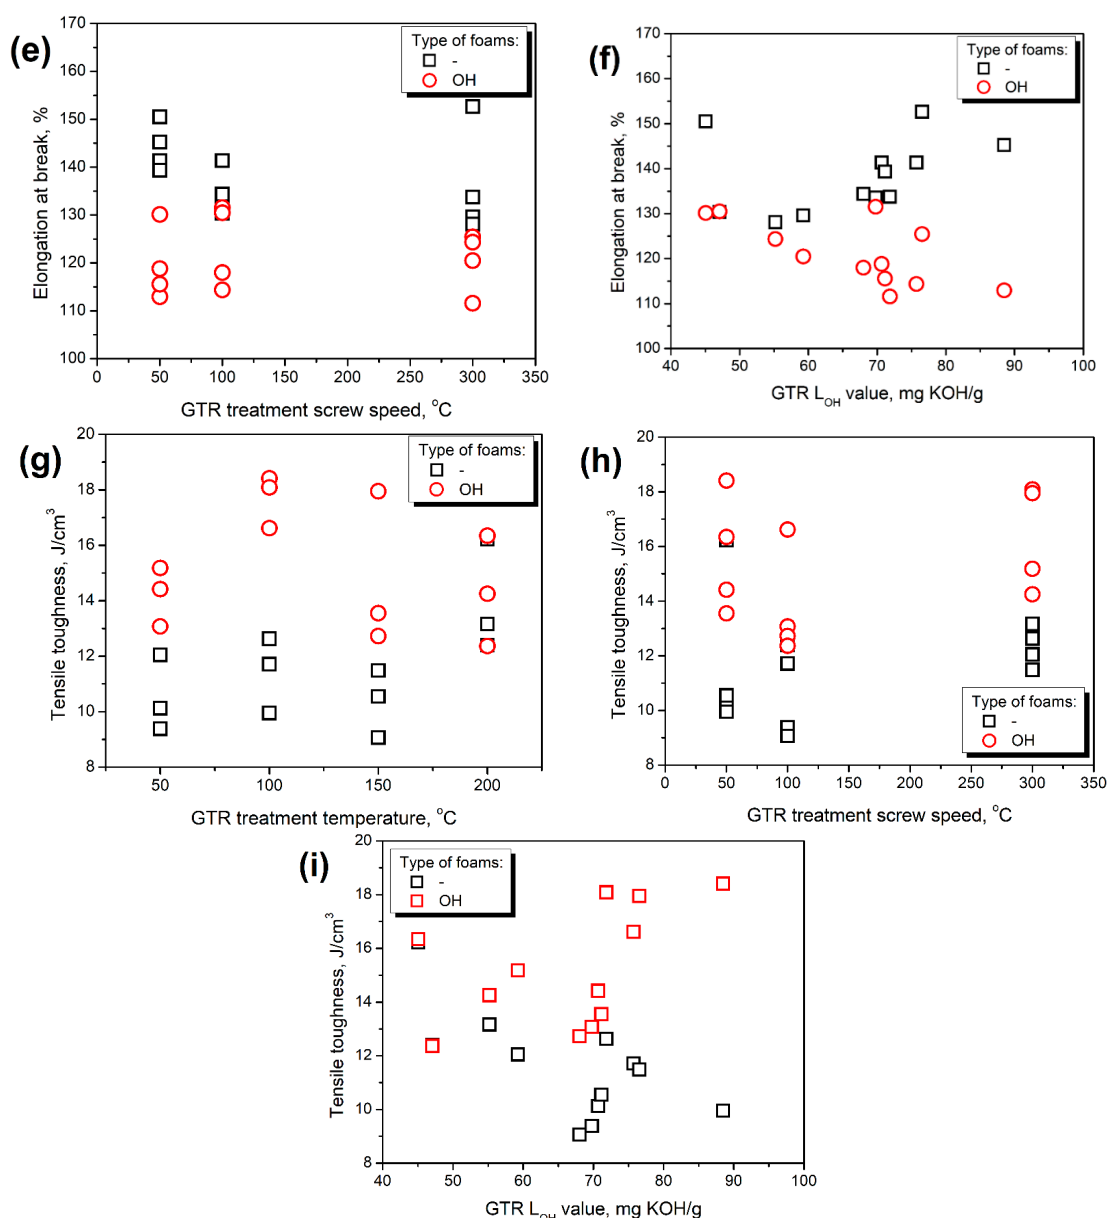 (e)
170
160
150
140
130
120
110
100
Elongation at break, %
Type of foams:
-
OH
0 50 100 150 200 250 300 350
GTR treatment screw speed, °C
(f)
170
160
150
140
130
120
110
100
Elongation at break, %
Type of foams:
-
OH
40 50 60 70 80 90 100
GTR L_OH value, mg KOH/g
(g)
20
18
16
14
12
10
8
Tensile toughness, J/cm³
Type of foams:
-
OH
50 100 150 200
GTR treatment temperature, °C
(h)
20
18
16
14
12
10
8
Tensile toughness, J/cm³
Type of foams:
-
OH
0 50 100 150 200 250 300 350
GTR treatment screw speed, °C
(i)
20
18
16
14
12
10
8
Tensile toughness, J/cm³
Type of foams:
-
OH
40 50 60 70 80 90 100
GTR L_OH value, mg KOH/g